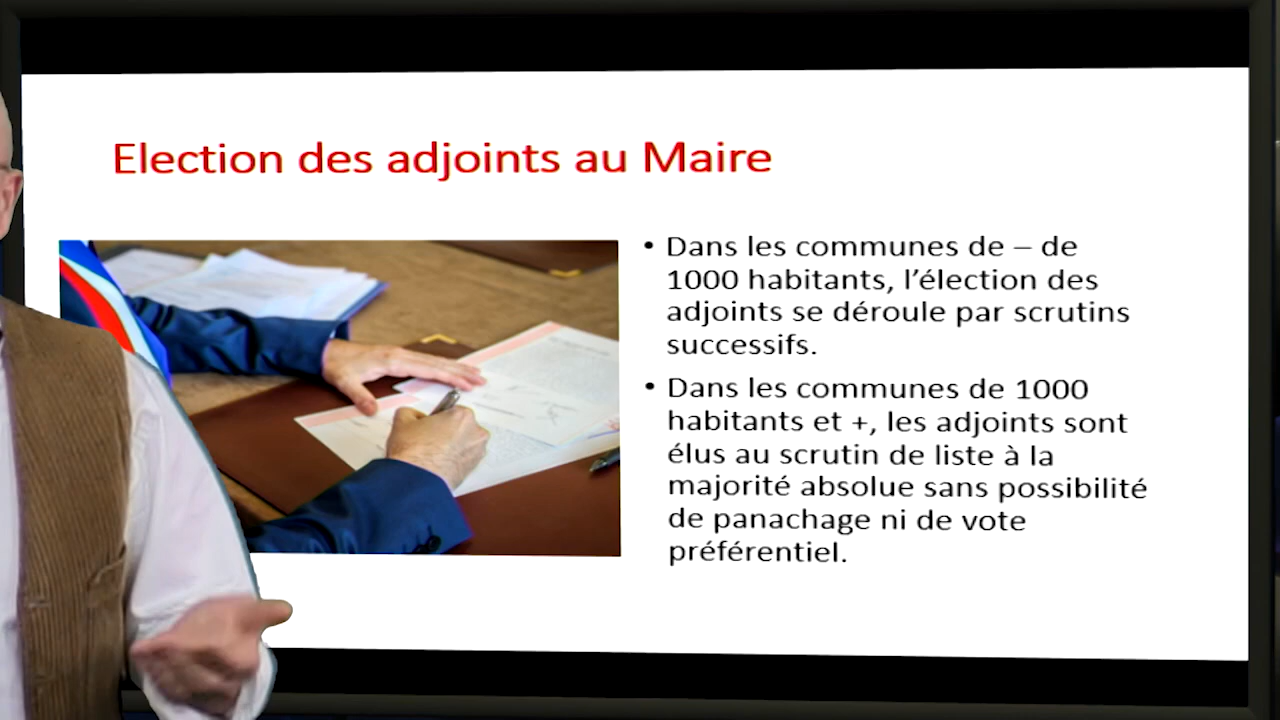 Election des adjoints au Maire
• Dans les communes de – de
1000 habitants, l’élection des
adjoints se déroule par scrutins
successifs.
• Dans les communes de 1000
habitants et +, les adjoints sont
élus au scrutin de liste à la
majorité absolue sans possibilité
de panachage ni de vote
préférentiel.